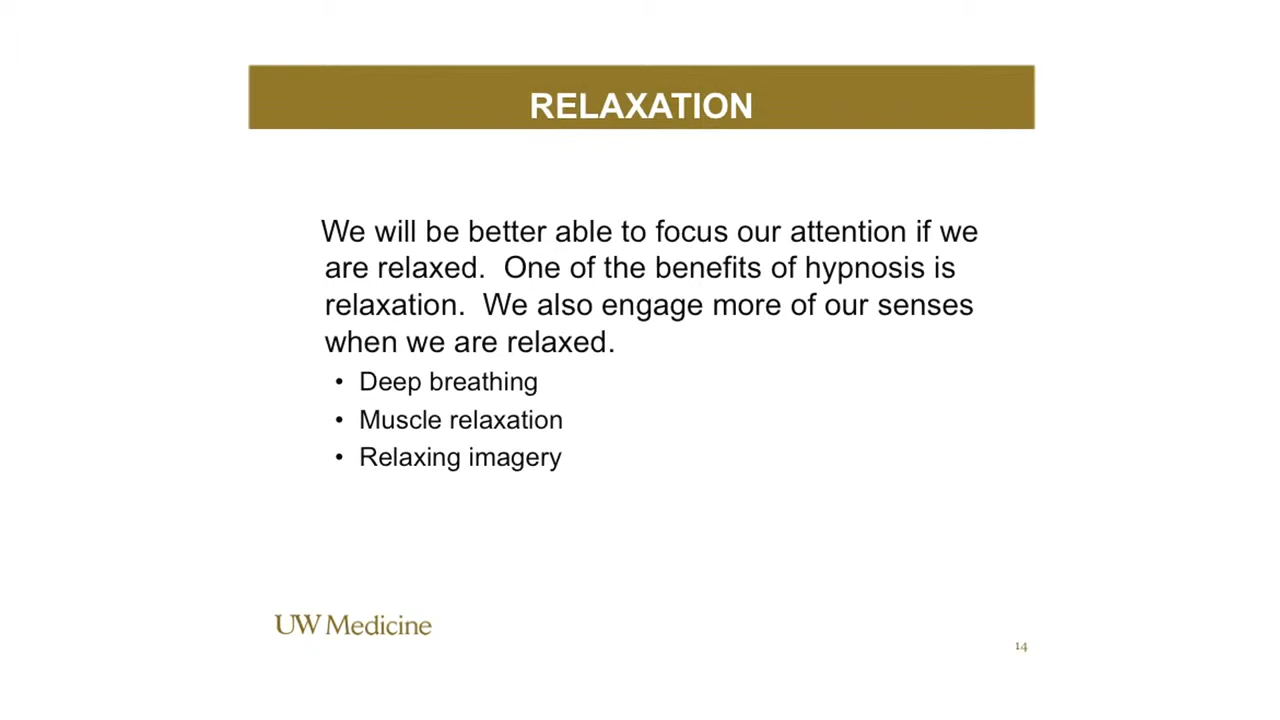 RELAXATION
We will be better able to focus our attention if we
are relaxed.  One of the benefits of hypnosis is
relaxation.  We also engage more of our senses
when we are relaxed.
• Deep breathing
• Muscle relaxation
• Relaxing imagery
UW Medicine
14